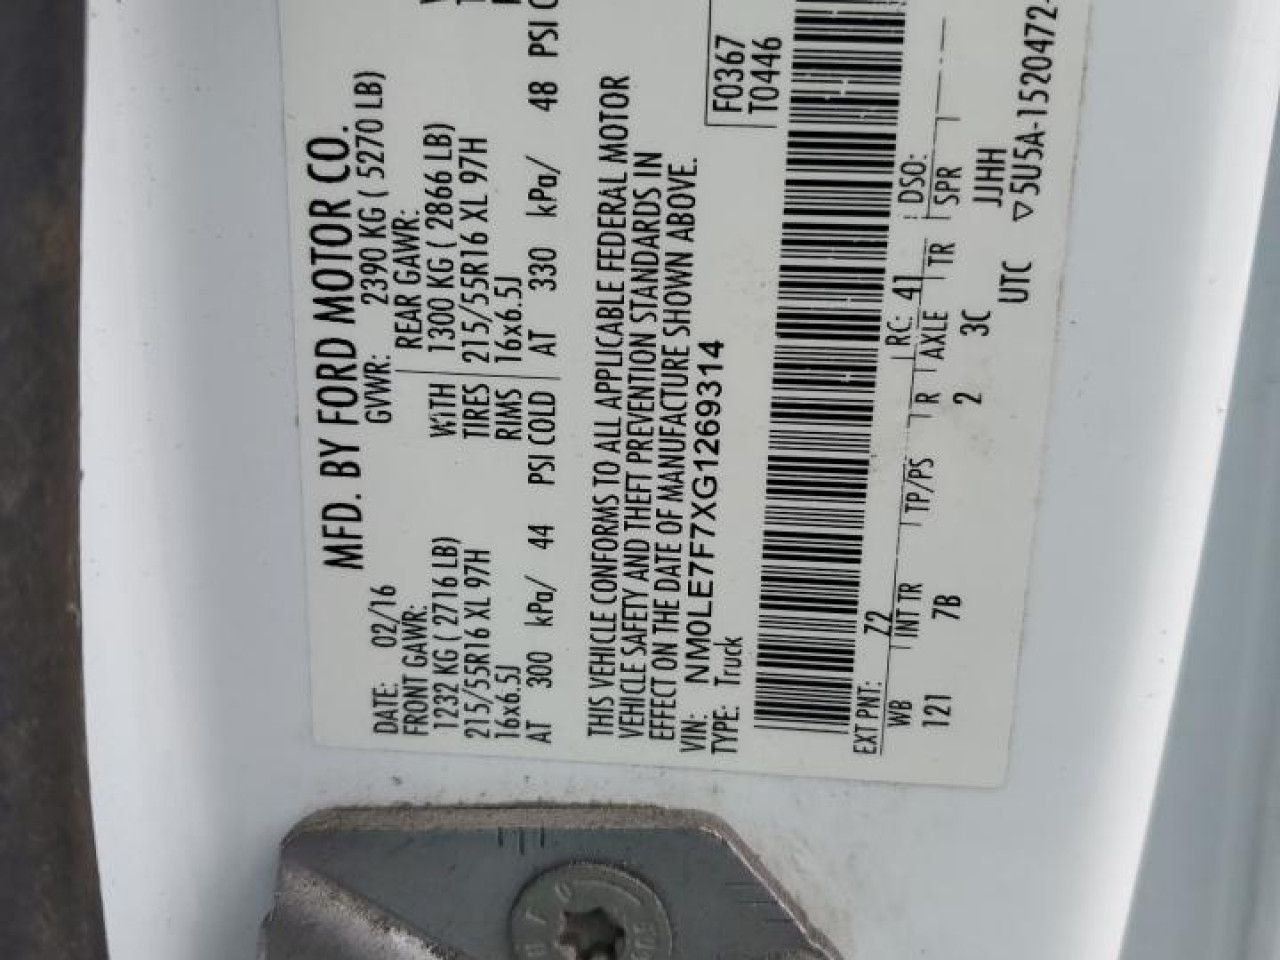 MFD. BY FORD MOTOR CO.
DATE: 02/16 GVWR: 2390 KG ( 5270 LB)
FRONT GAWR: REAR GAWR:
1232 KG ( 2716 LB) WITH 1300 KG ( 2866 LB)
215/55R16 XL 97H TIRES 215/55R16 XL 97H
16x6.5J RIMS 16x6.5J
AT 300 kPa/ 44 PSI COLD AT 330 kPa/ 48 PSI
THIS VEHICLE CONFORMS TO ALL APPLICABLE FEDERAL MOTOR
VEHICLE SAFETY AND THEFT PREVENTION STANDARDS IN
EFFECT ON THE DATE OF MANUFACTURE SHOWN ABOVE.
VIN: NM0LE7F7XG1269314
TYPE: Truck
F0367
T0446
EXT PNT: Z2 RC: 41 DSO:
WB INT TR TP/PS R AXLE TR SPR
121 7B 2 3C JJHH
UTC ▽5U5A-1520472-